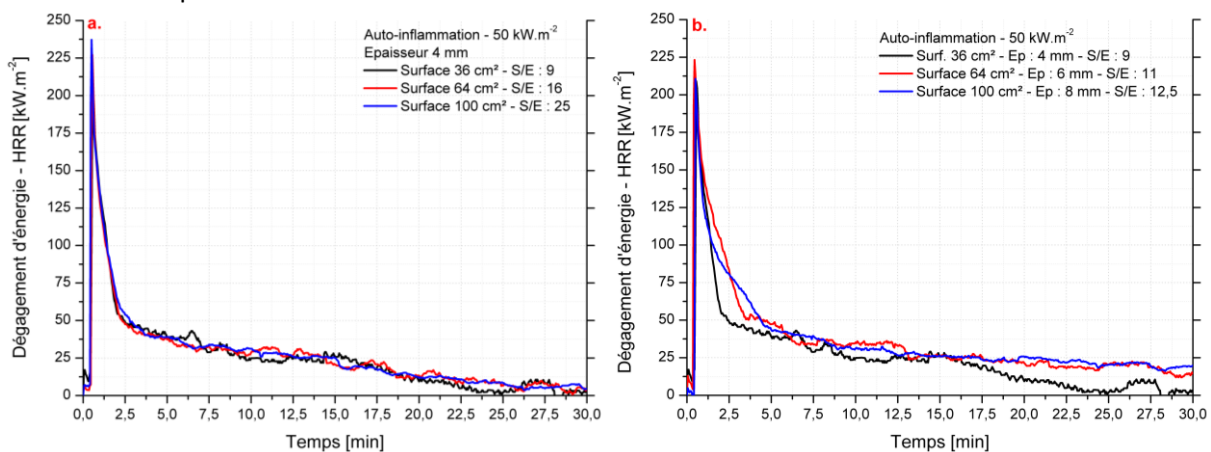 a.
Auto-inflammation - 50 kW.m-2
Epaisseur 4 mm
Surface 36 cm² - S/E : 9
Surface 64 cm² - S/E : 16
Surface 100 cm² - S/E : 25
Dégagement d'énergie - HRR [kW.m-2]
250
225
200
175
150
125
100
75
50
25
0
0,0 2,5 5,0 7,5 10,0 12,5 15,0 17,5 20,0 22,5 25,0 27,5 30,0
Temps [min]
b.
Auto-inflammation - 50 kW.m-2
Surf. 36 cm² - Ep : 4 mm - S/E : 9
Surface 64 cm² - Ep : 6 mm - S/E : 11
Surface 100 cm² - Ep : 8 mm - S/E : 12,5
Dégagement d'énergie - HRR [kW.m-2]
250
225
200
175
150
125
100
75
50
25
0
0,0 2,5 5,0 7,5 10,0 12,5 15,0 17,5 20,0 22,5 25,0 27,5 30,0
Temps [min]